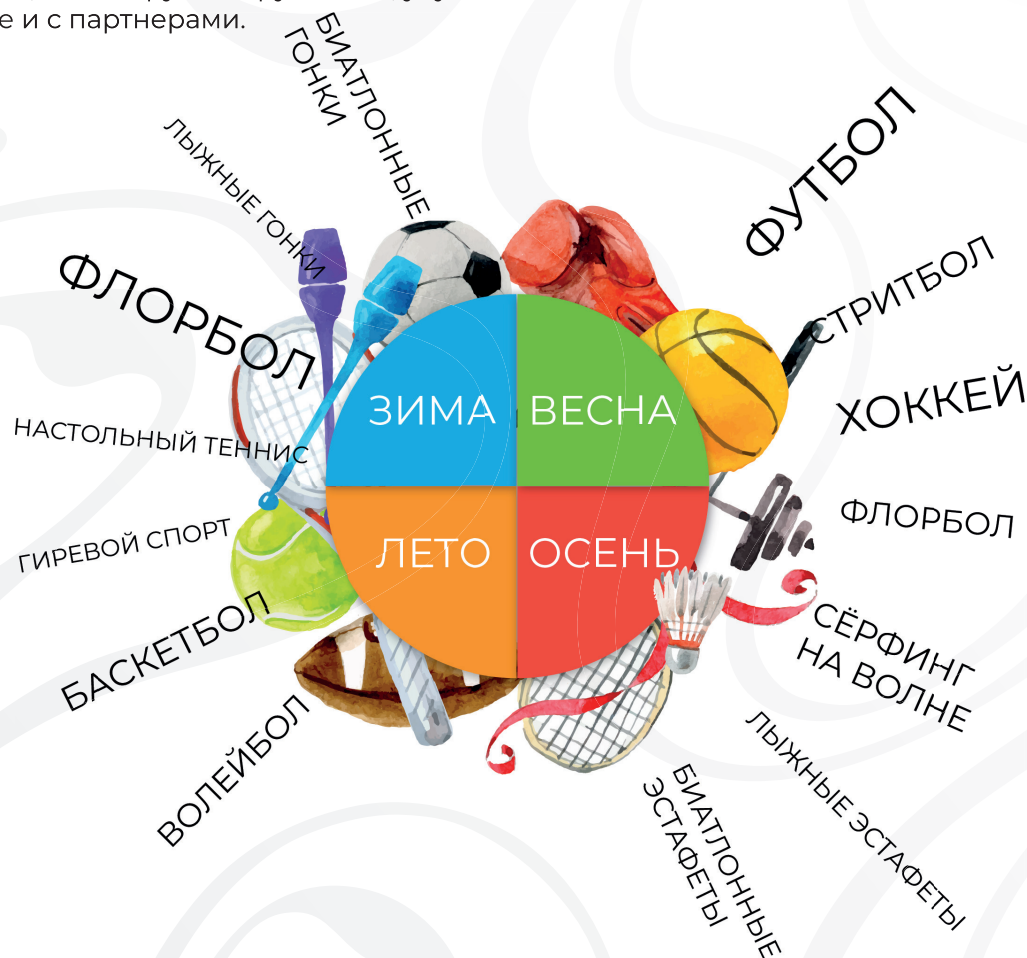 е и с партнерами.
БИАТЛОННЫЕ
ГОНКИ
ЛЫЖНЫЕ ГОНКИ
ФЛОРБОЛ
НАСТОЛЬНЫЙ ТЕННИС
ГИРЕВОЙ СПОРТ
БАСКЕТБОЛ
ВОЛЕЙБОЛ
ЗИМА
ВЕСНА
ЛЕТО
ОСЕНЬ
ФУТБОЛ
СТРИТБОЛ
ХОККЕЙ
ФЛОРБОЛ
СЁРФИНГ
НА ВОЛНЕ
ЛЫЖНЫЕ ЭСТАФЕТЫ
БИАТЛОННЫЕ
ЭСТАФЕТЫ